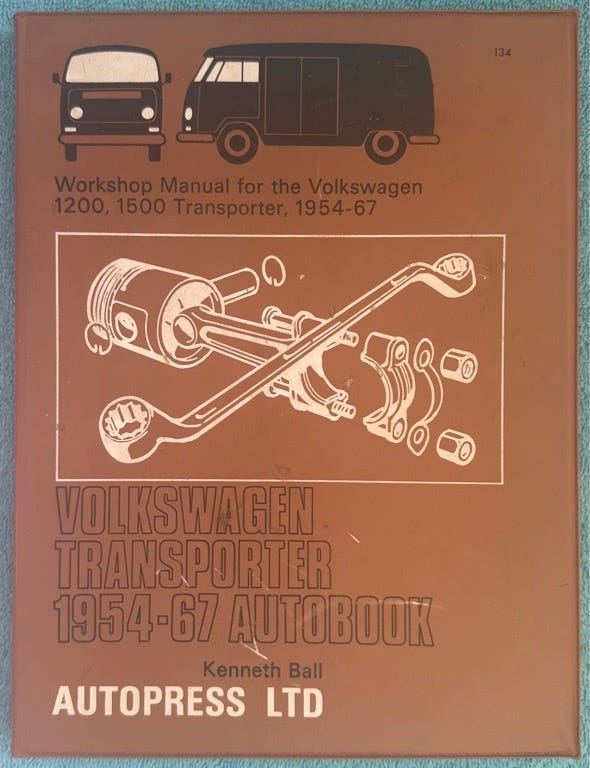 134
Workshop Manual for the Volkswagen
1200, 1500 Transporter, 1954-67
VOLKSWAGEN
TRANSPORTER
1954-67 AUTOBOOK
Kenneth Ball
AUTOPRESS LTD